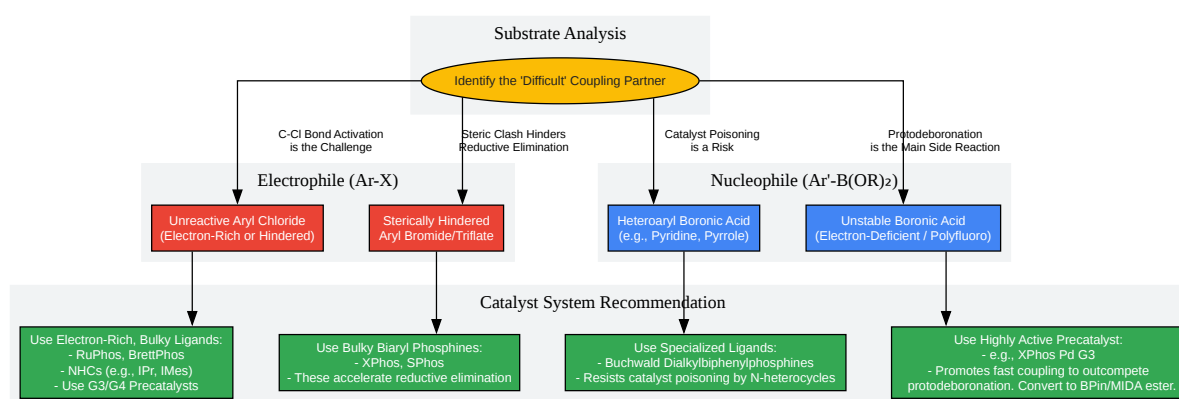 Substrate Analysis
Identify the 'Difficult' Coupling Partner
C-Cl Bond Activation
is the Challenge
Steric Clash Hinders
Reductive Elimination
Catalyst Poisoning
is a Risk
Protodeboronation
is the Main Side Reaction
Electrophile (Ar-X)
Nucleophile (Ar'-B(OR)₂)
Unreactive Aryl Chloride
(Electron-Rich or Hindered)
Sterically Hindered
Aryl Bromide/Triflate
Heteroaryl Boronic Acid
(e.g., Pyridine, Pyrrole)
Unstable Boronic Acid
(Electron-Deficient / Polyfluoro)
Catalyst System Recommendation
Use Electron-Rich, Bulky Ligands:
- RuPhos, BrettPhos
- NHCs (e.g., IPr, IMes)
- Use G3/G4 Precatalysts
Use Bulky Biaryl Phosphines:
- XPhos, SPhos
- These accelerate reductive elimination
Use Specialized Ligands:
- Buchwald Dialkylbiphenylphosphines
- Resists catalyst poisoning by N-heterocycles
Use Highly Active Precatalyst:
- e.g., XPhos Pd G3
- Promotes fast coupling to outcompete
protodeboronation. Convert to BPin/MIDA ester.